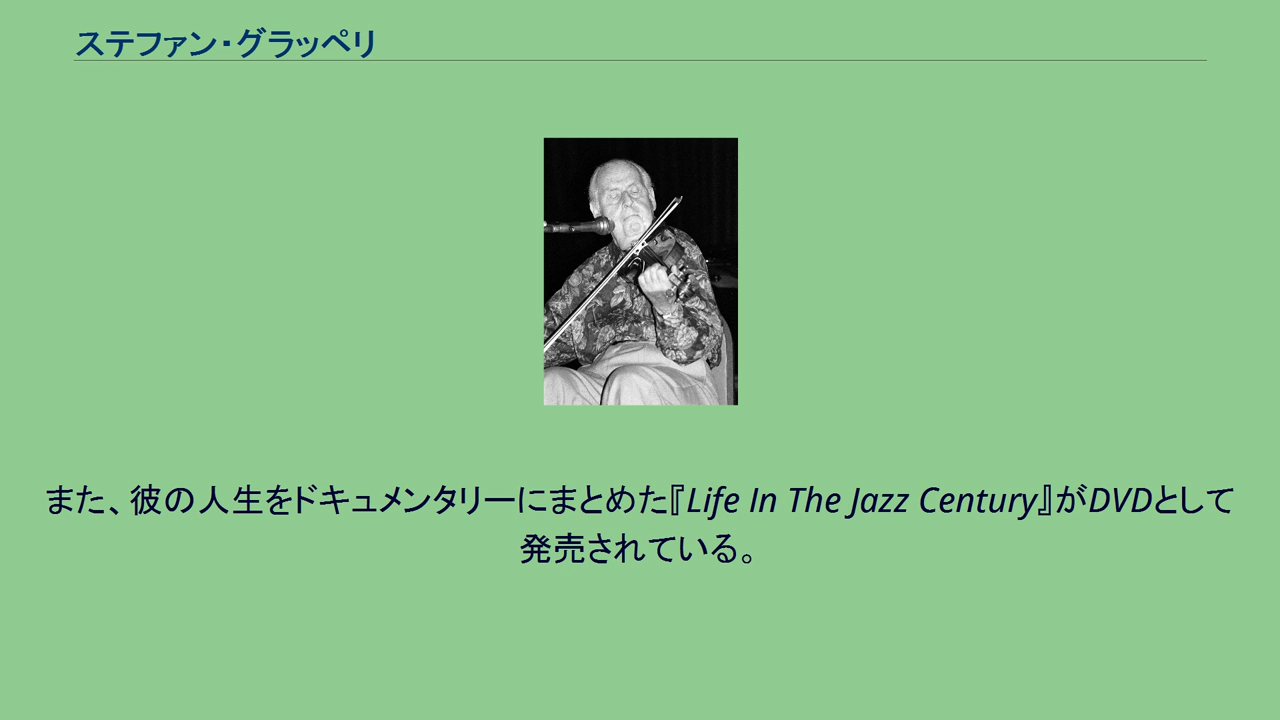 ステファン・グラッペリ
また、彼の人生をドキュメンタリーにまとめた『Life In The Jazz Century』がDVDとして
発売されている。